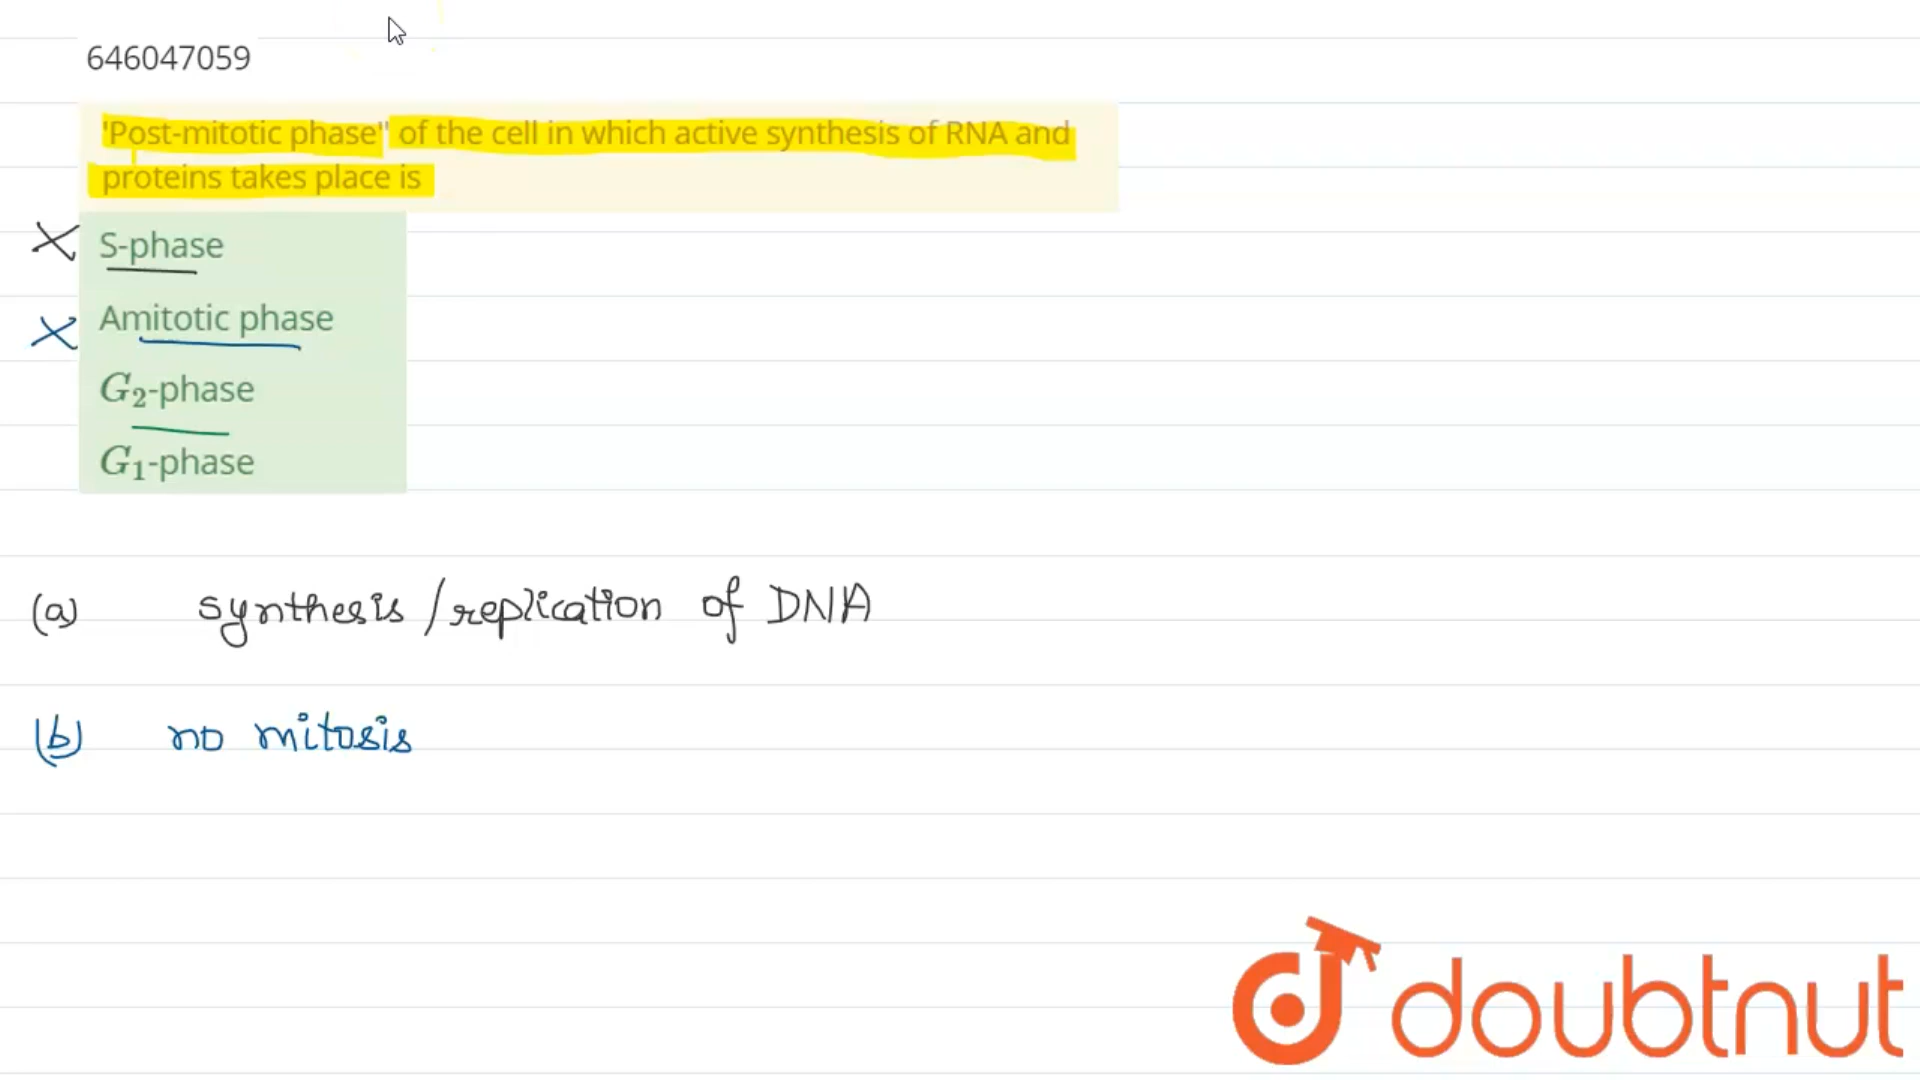 646047059
'Post-mitotic phase" of the cell in which active synthesis of RNA and
proteins takes place is
S-phase
Amitotic phase
G₂-phase
G₁-phase
(a) synthesis/replication of DNA
(b) no mitosis
doubtnut